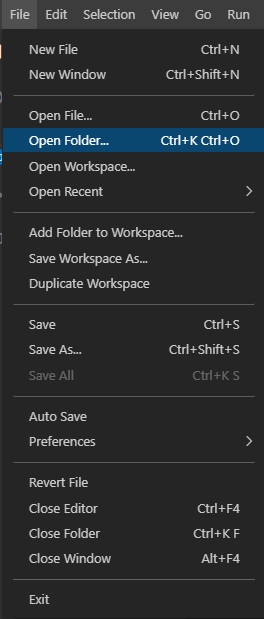 File Edit Selection View Go Run
New File Ctrl+N
New Window Ctrl+Shift+N
Open File... Ctrl+O
Open Folder... Ctrl+K Ctrl+O
Open Workspace...
Open Recent
Add Folder to Workspace...
Save Workspace As...
Duplicate Workspace
Save Ctrl+S
Save As... Ctrl+Shift+S
Save All Ctrl+K S
Auto Save
Preferences
Revert File
Close Editor Ctrl+F4
Close Folder Ctrl+K F
Close Window Alt+F4
Exit